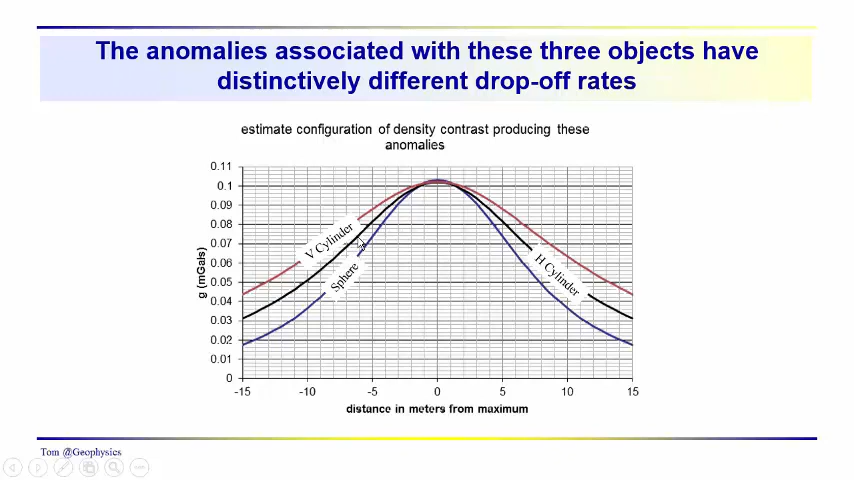 The anomalies associated with these three objects have
distinctively different drop-off rates
estimate configuration of density contrast producing these
anomalies
0.11
0.1
0.09
0.08
0.07
0.06
0.05
0.04
0.03
0.02
0.01
0
g (mGals)
V Cylinder
Sphere
H Cylinder
-15
-10
-5
0
5
10
15
distance in meters from maximum
Tom @Geophysics